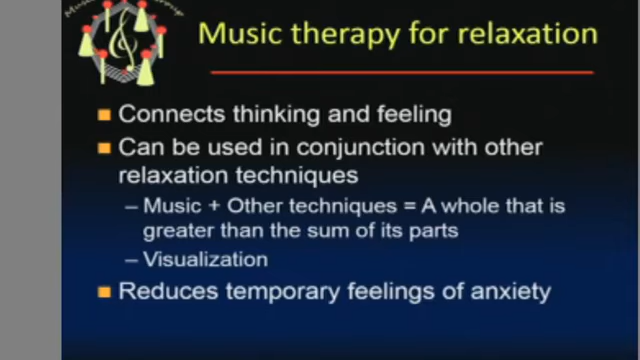 Music therapy for relaxation
■ Connects thinking and feeling
■ Can be used in conjunction with other
relaxation techniques
– Music + Other techniques = A whole that is
greater than the sum of its parts
– Visualization
■ Reduces temporary feelings of anxiety